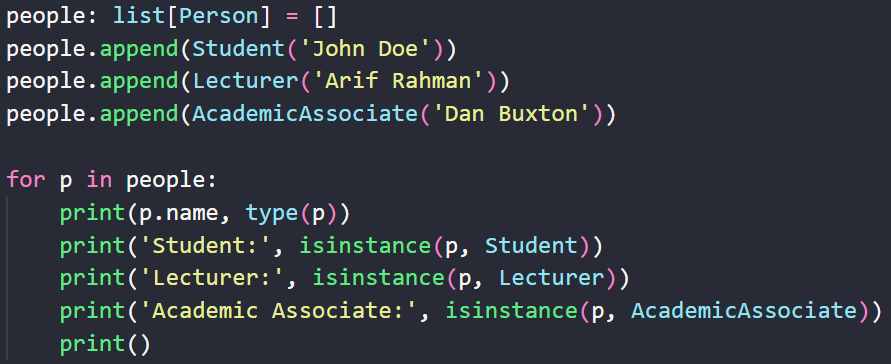 people: list[Person] = []
people.append(Student('John Doe'))
people.append(Lecturer('Arif Rahman'))
people.append(AcademicAssociate('Dan Buxton'))

for p in people:
    print(p.name, type(p))
    print('Student:', isinstance(p, Student))
    print('Lecturer:', isinstance(p, Lecturer))
    print('Academic Associate:', isinstance(p, AcademicAssociate))
    print()